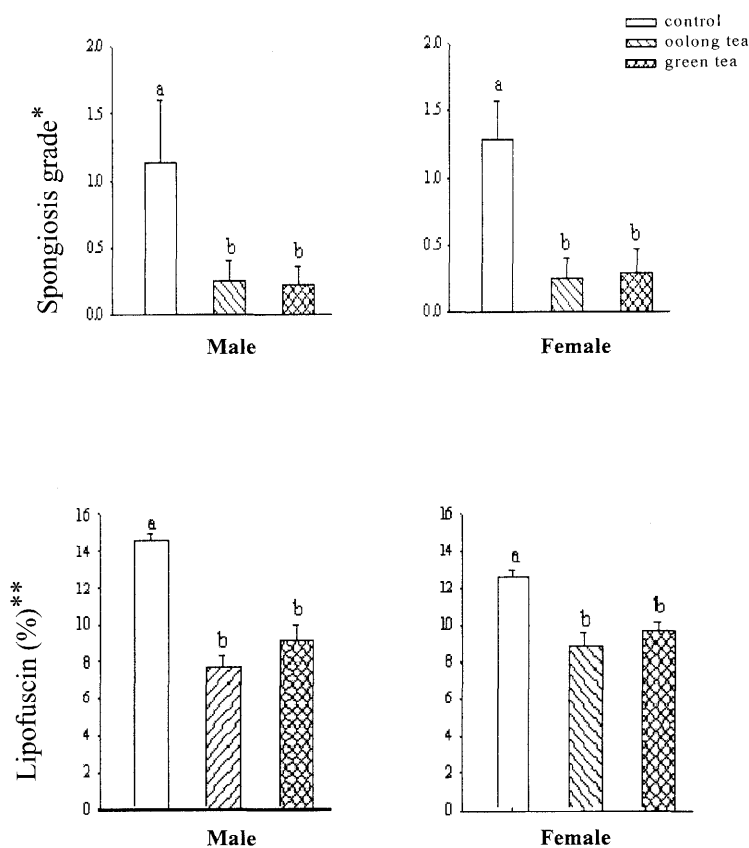 control
oolong tea
green tea
Spongiosis grade*
2.0
1.5
1.0
0.5
0.0
a
b
b
Male
2.0
1.5
1.0
0.5
0.0
a
b
b
Female
Lipofuscin (%)**
16
14
12
10
8
6
4
2
0
a
b
b
Male
16
14
12
10
8
6
4
2
0
a
b
b
Female